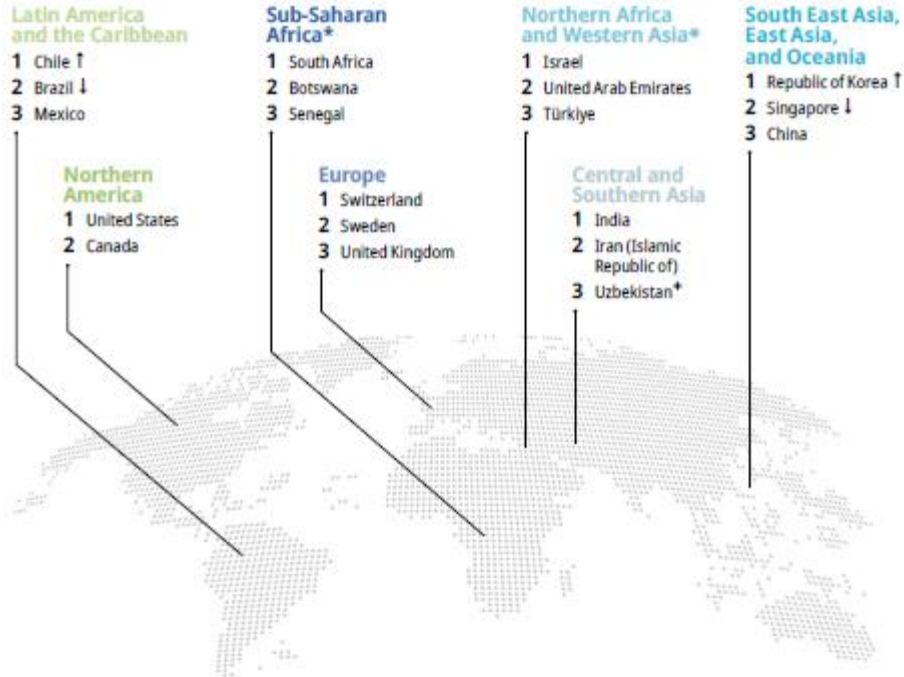 Latin America
and the Caribbean
1 Chile ↑
2 Brazil ↓
3 Mexico
Sub-Saharan
Africa*
1 South Africa
2 Botswana
3 Senegal
Northern Africa
and Western Asia*
1 Israel
2 United Arab Emirates
3 Türkiye
South East Asia,
East Asia,
and Oceania
1 Republic of Korea ↑
2 Singapore ↓
3 China
Northern
America
1 United States
2 Canada
Europe
1 Switzerland
2 Sweden
3 United Kingdom
Central and
Southern Asia
1 India
2 Iran (Islamic
Republic of)
3 Uzbekistan+